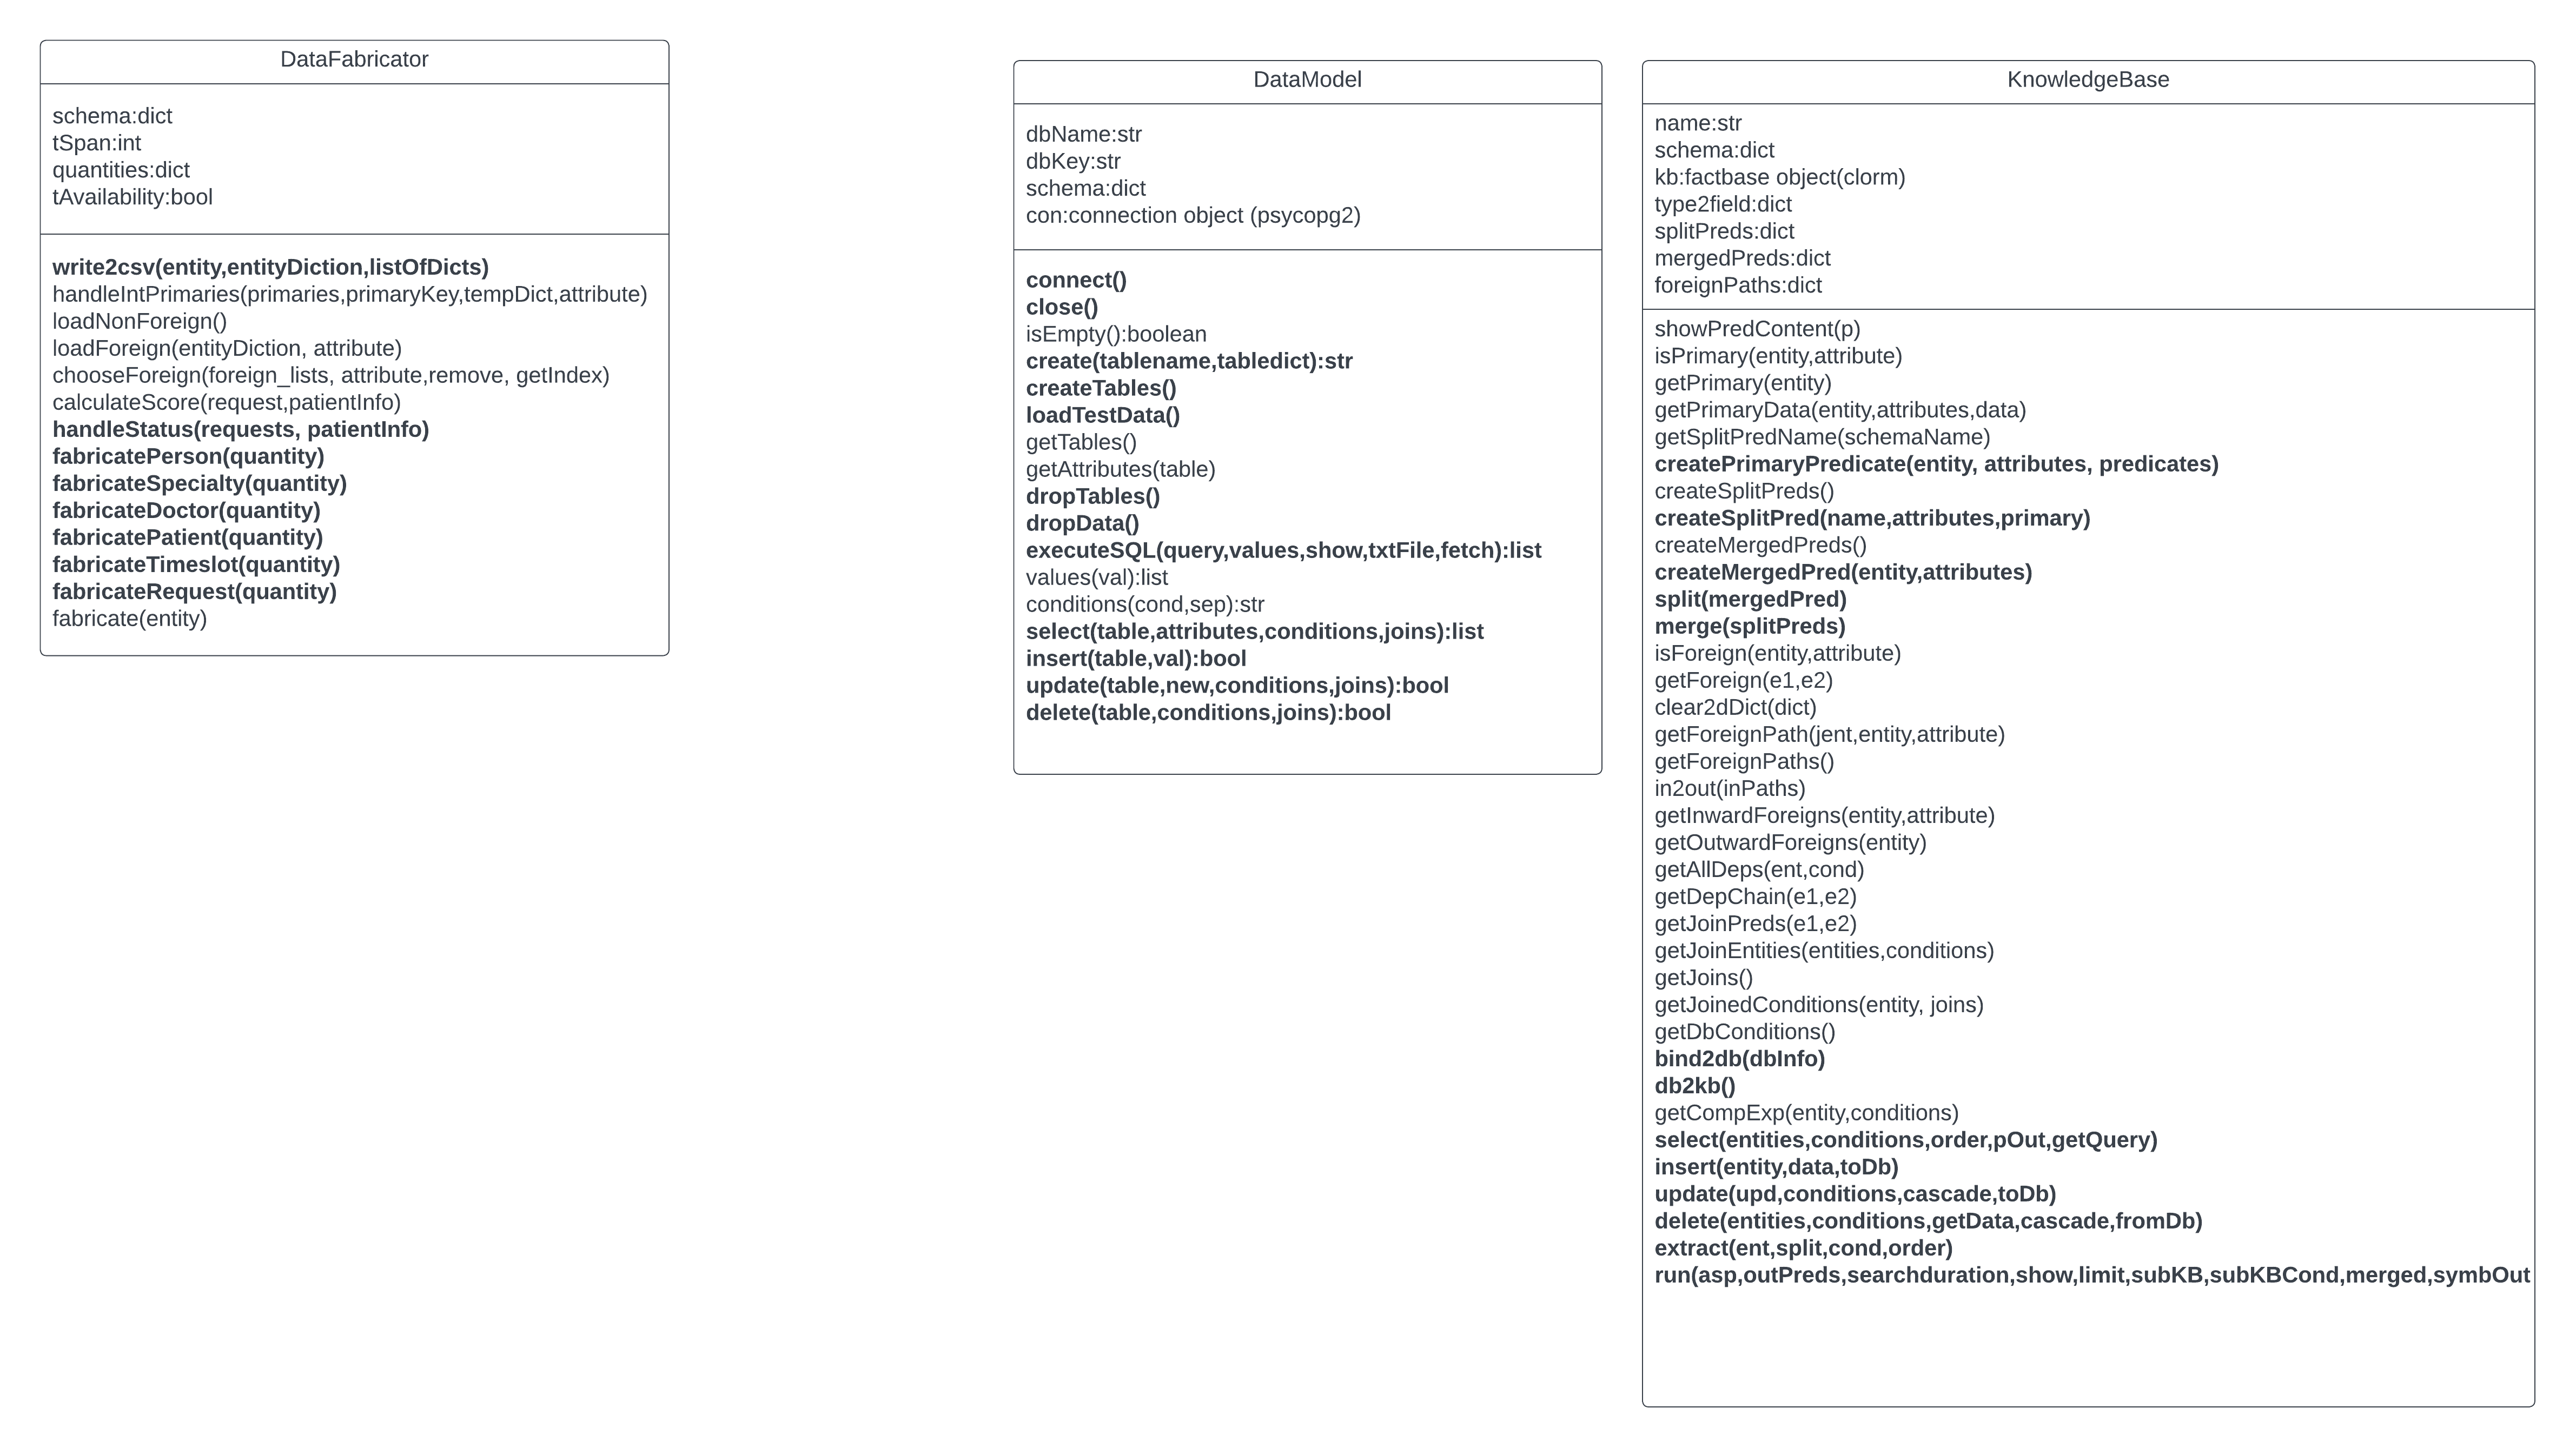 DataFabricator
schema:dict
tSpan:int
quantities:dict
tAvailability:bool
write2csv(entity,entityDiction,listOfDicts)
handleIntPrimaries(primaries,primaryKey,tempDict,attribute)
loadNonForeign()
loadForeign(entityDiction, attribute)
chooseForeign(foreign_lists, attribute,remove, getIndex)
calculateScore(request,patientInfo)
handleStatus(requests, patientInfo)
fabricatePerson(quantity)
fabricateSpecialty(quantity)
fabricateDoctor(quantity)
fabricatePatient(quantity)
fabricateTimeslot(quantity)
fabricateRequest(quantity)
fabricate(entity)
DataModel
dbName:str
dbKey:str
schema:dict
con:connection object (psycopg2)
connect()
close()
isEmpty():boolean
create(tablename,tabledict):str
createTables()
loadTestData()
getTables()
getAttributes(table)
dropTables()
dropData()
executeSQL(query,values,show,txtFile,fetch):list
values(val):list
conditions(cond,sep):str
select(table,attributes,conditions,joins):list
insert(table,val):bool
update(table,new,conditions,joins):bool
delete(table,conditions,joins):bool
KnowledgeBase
name:str
schema:dict
kb:factbase object(clorm)
type2field:dict
splitPreds:dict
mergedPreds:dict
foreignPaths:dict
showPredContent(p)
isPrimary(entity,attribute)
getPrimary(entity)
getPrimaryData(entity,attributes,data)
getSplitPredName(schemaName)
createPrimaryPredicate(entity, attributes, predicates)
createSplitPreds()
createSplitPred(name,attributes,primary)
createMergedPreds()
createMergedPred(entity,attributes)
split(mergedPred)
merge(splitPreds)
isForeign(entity,attribute)
getForeign(e1,e2)
clear2dDict(dict)
getForeignPath(jent,entity,attribute)
getForeignPaths()
in2out(inPaths)
getInwardForeigns(entity,attribute)
getOutwardForeigns(entity)
getAllDeps(ent,cond)
getDepChain(e1,e2)
getJoinPreds(e1,e2)
getJoinEntities(entities,conditions)
getJoins()
getJoinedConditions(entity, joins)
getDbConditions()
bind2db(dbInfo)
db2kb()
getCompExp(entity,conditions)
select(entities,conditions,order,pOut,getQuery)
insert(entity,data,toDb)
update(upd,conditions,cascade,toDb)
delete(entities,conditions,getData,cascade,fromDb)
extract(ent,split,cond,order)
run(asp,outPreds,searchduration,show,limit,subKB,subKBCond,merged,symbOut